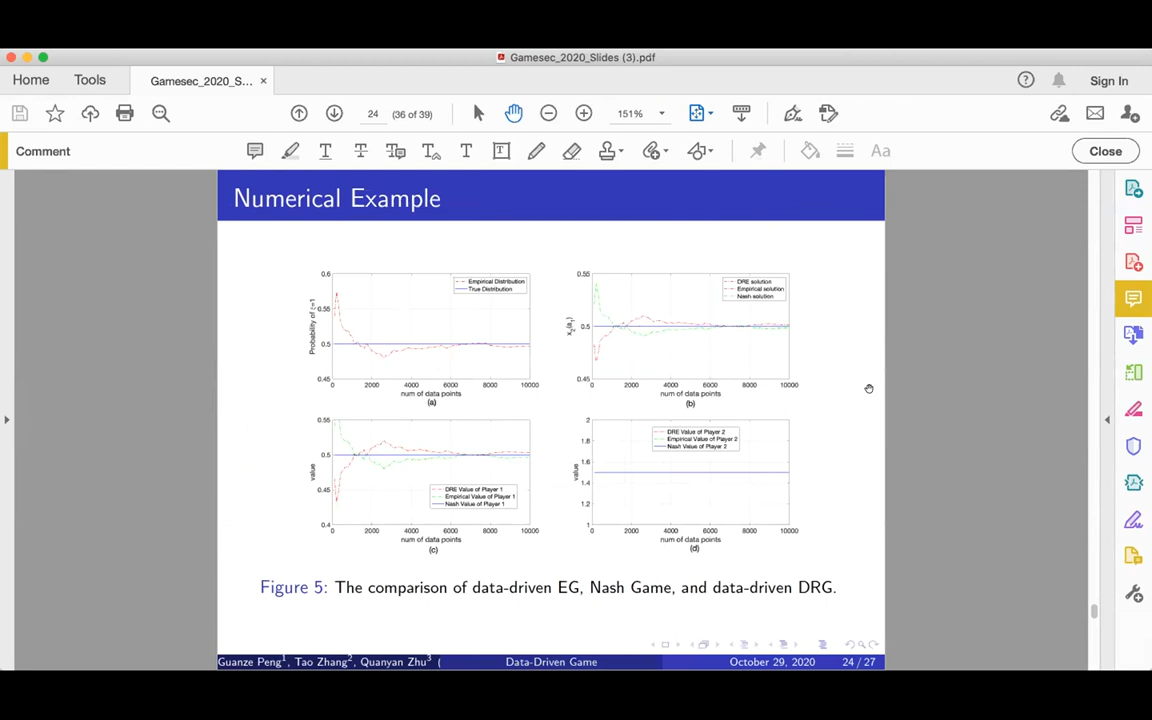 Gamesec_2020_Slides (3).pdf
Home
Tools
Gamesec_2020_S...
Sign In
24
(36 of 39)
151%
Comment
Aa
Close
Numerical Example
0.6
0.55
0.5
0.45
Probability of ξ=1
Empirical Distribution
True Distribution
0
2000
4000
6000
8000
10000
num of data points
(a)
0.55
0.5
0.45
x₂(a₁)
DRE solution
Empirical solution
Nash solution
0
2000
4000
6000
8000
10000
num of data points
(b)
0.55
0.5
0.45
0.4
value
DRE Value of Player 1
Empirical Value of Player 1
Nash Value of Player 1
0
2000
4000
6000
8000
10000
num of data points
(c)
2
1.8
1.6
1.4
1.2
1
value
DRE Value of Player 2
Empirical Value of Player 2
Nash Value of Player 2
0
2000
4000
6000
8000
10000
num of data points
(d)
Figure 5: The comparison of data-driven EG, Nash Game, and data-driven DRG.
Guanze Peng¹, Tao Zhang², Quanyan Zhu³ (
Data-Driven Game
October 29, 2020
24 / 27